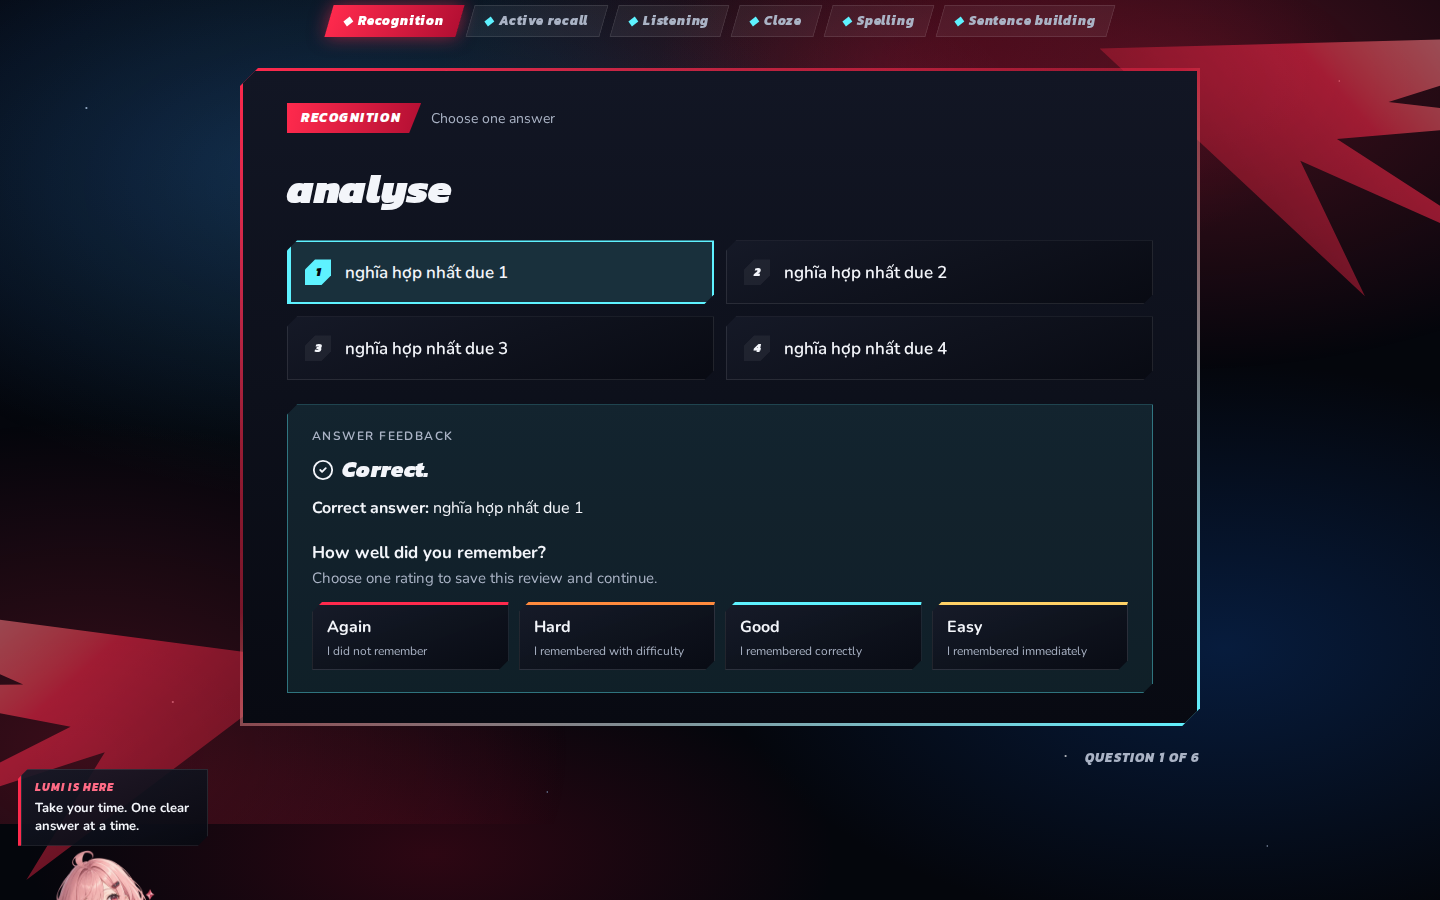 Recognition
Active recall
Listening
Cloze
Spelling
Sentence building
RECOGNITION
Choose one answer
analyse
1
nghĩa hợp nhất due 1
2
nghĩa hợp nhất due 2
3
nghĩa hợp nhất due 3
4
nghĩa hợp nhất due 4
ANSWER FEEDBACK
Correct.
Correct answer: nghĩa hợp nhất due 1
How well did you remember?
Choose one rating to save this review and continue.
Again
I did not remember
Hard
I remembered with difficulty
Good
I remembered correctly
Easy
I remembered immediately
QUESTION 1 OF 6
LUMI IS HERE
Take your time. One clear
answer at a time.